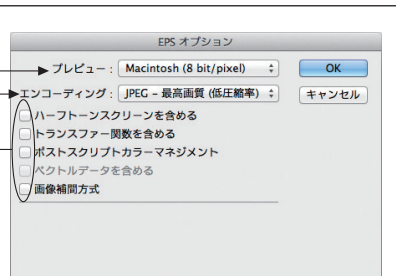 EPS オプション
プレビュー： Macintosh (8 bit/pixel) OK
エンコーディング： JPEG – 最高画質 (低圧縮率) キャンセル
ハーフトーンスクリーンを含める
トランスファー関数を含める
ポストスクリプトカラーマネジメント
ベクトルデータを含める
画像補間方式